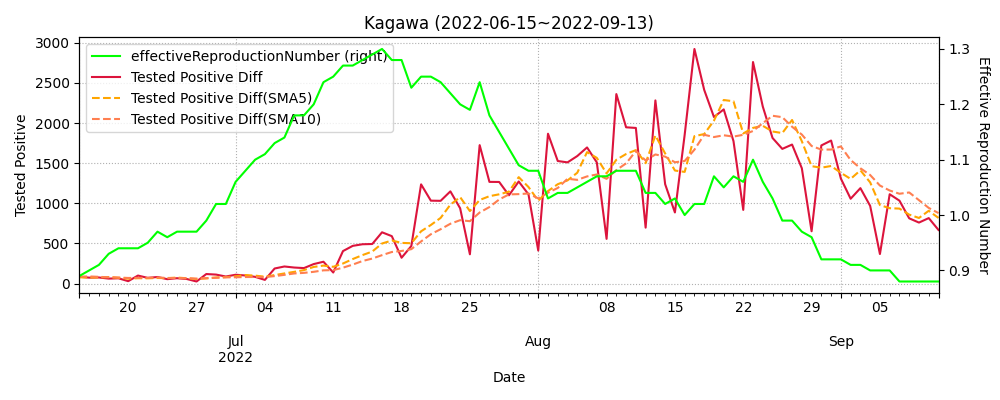 Kagawa (2022-06-15~2022-09-13)
effectiveReproductionNumber (right)
Tested Positive Diff
Tested Positive Diff(SMA5)
Tested Positive Diff(SMA10)
3000
2500
2000
1500
1000
500
0
Tested Positive
1.3
1.2
1.1
1.0
0.9
Effective Reproduction Number
20 27 04 11 18 25 08 15 22 29 05
Jul Aug Sep
2022
Date